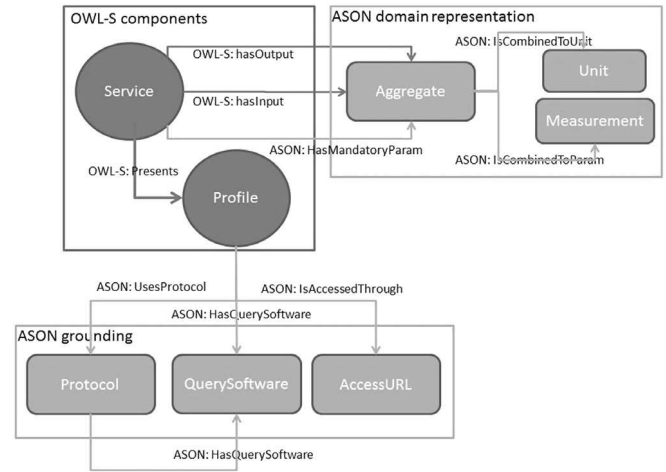 OWL-S components
ASON domain representation
OWL-S: hasOutput
ASON: IsCombinedToUnit
Service
OWL-S: hasInput
Aggregate
Unit
Measurement
ASON: HasMandatoryParam
ASON: IsCombinedToParam
OWL-S: Presents
Profile
ASON: UsesProtocol
ASON: IsAccessedThrough
ASON: HasQuerySoftware
ASON grounding
Protocol
QuerySoftware
AccessURL
ASON: HasQuerySoftware